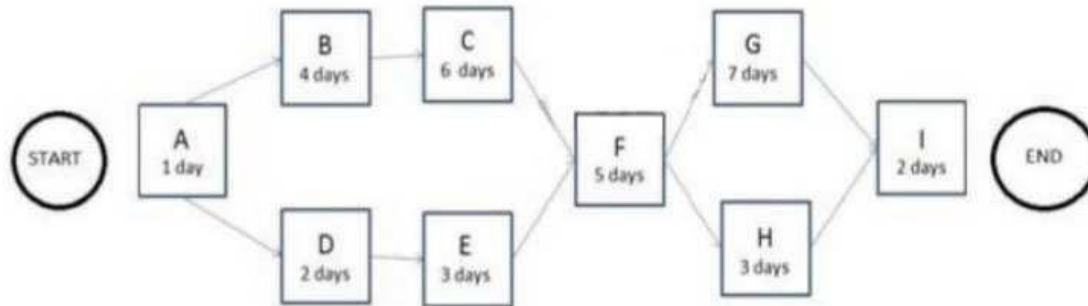 START
A
1 day
B
4 days
C
6 days
D
2 days
E
3 days
F
5 days
G
7 days
H
3 days
I
2 days
END